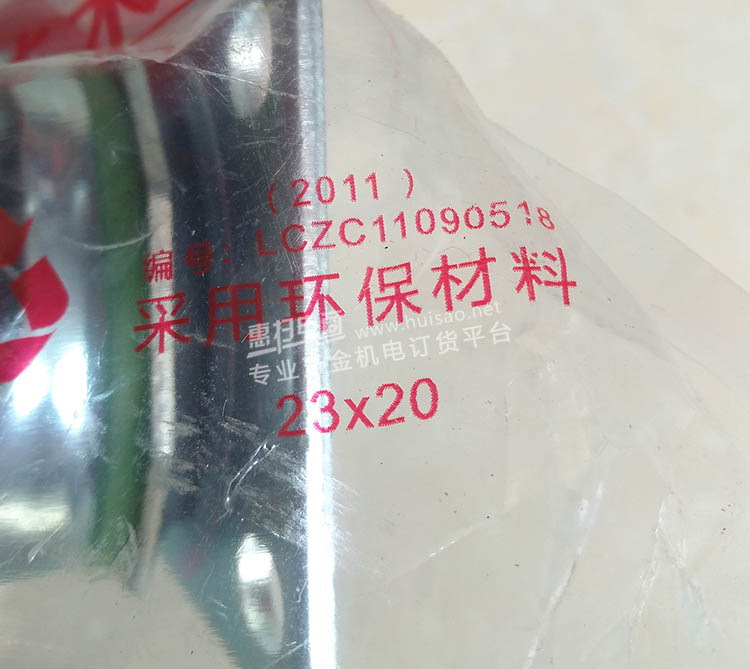 （2011）
编号：LCZC11090518
采用环保材料
惠扫 www.huisao.net
专业五金机电订货平台
23x20